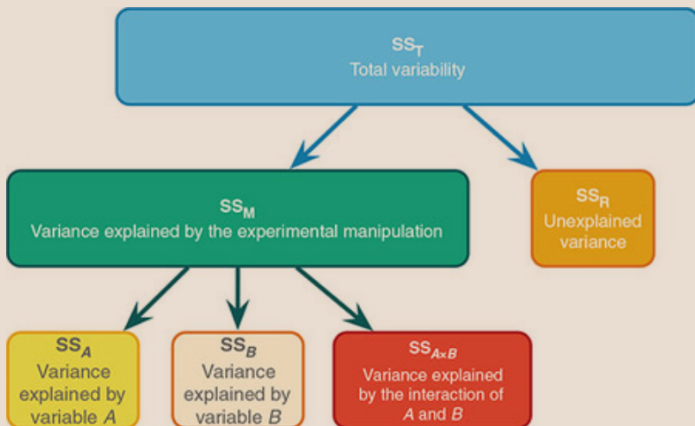 SS_T
Total variability
SS_M
Variance explained by the experimental manipulation
SS_R
Unexplained
variance
SS_A
Variance
explained by
variable A
SS_B
Variance
explained by
variable B
SS_A×B
Variance explained
by the interaction of
A and B